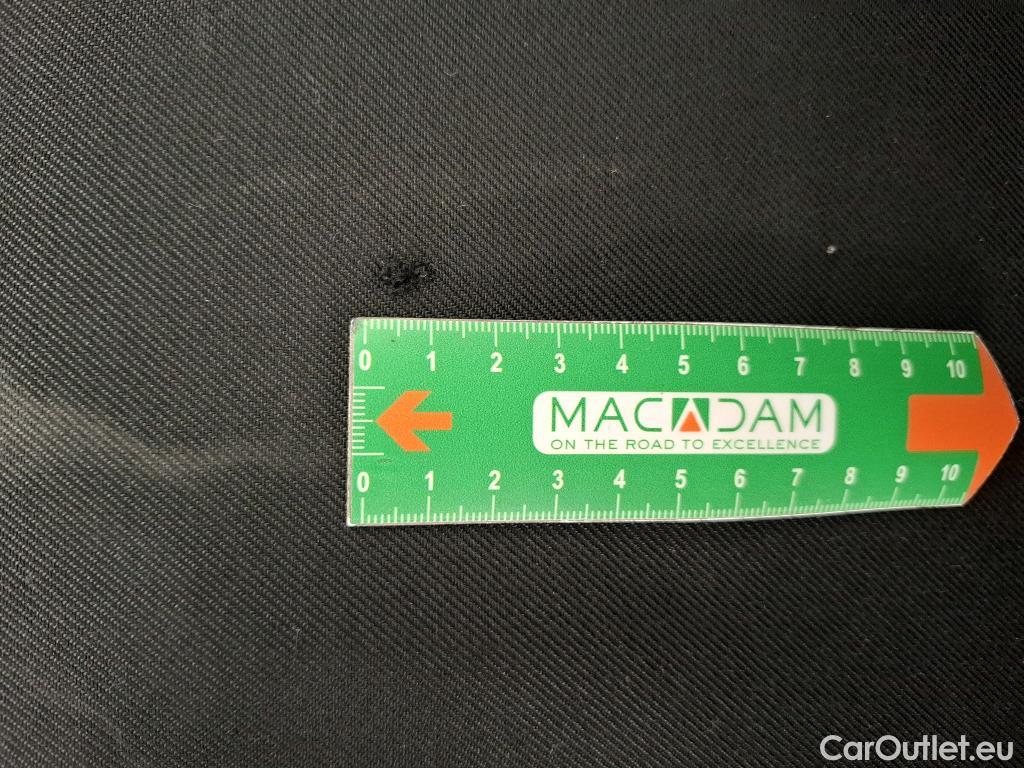 0 1 2 3 4 5 6 7 8 9 10
MACADAM
ON THE ROAD TO EXCELLENCE
0 1 2 3 4 5 6 7 8 9 10
CarOutlet.eu